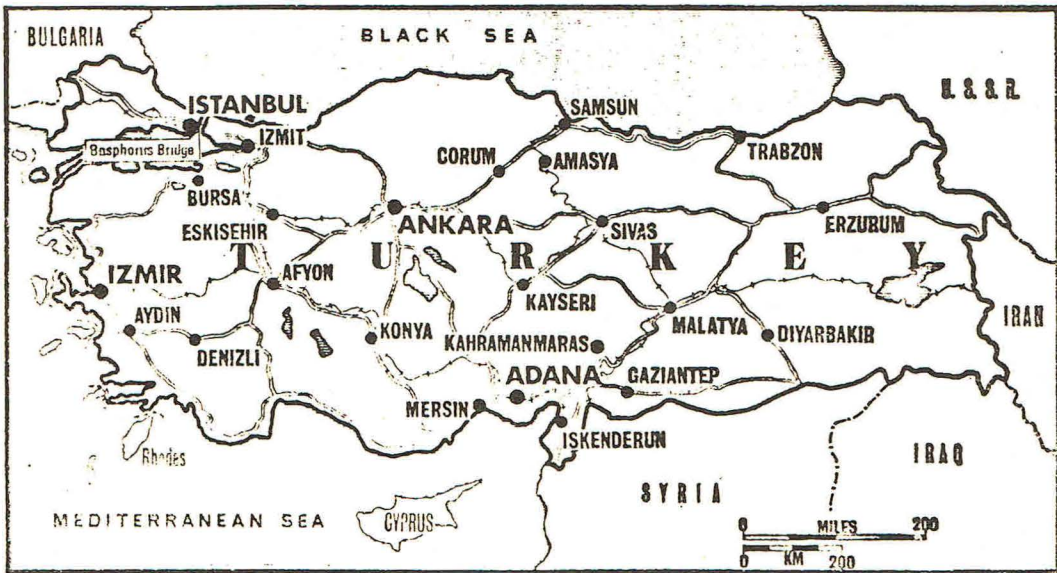 BULGARIA
BLACK SEA
U.S.S.R.
ISTANBUL
SAMSUN
IZMIT
Bosphorus Bridge
CORUM
AMASYA
TRABZON
BURSA
ANKARA
SIVAS
ERZURUM
ESKISEHIR
TURKEY
IZMIR
AFYON
KAYSERI
IRAN
AYDIN
KONYA
MALATYA
DENIZLI
KAHRAMANMARAS
DIYARBAKIR
ADANA
GAZIANTEP
MERSIN
ISKENDERUN
Rhodes
IRAQ
SYRIA
MEDITERRANEAN SEA
CYPRUS
0 MILES 200
0 KM 200